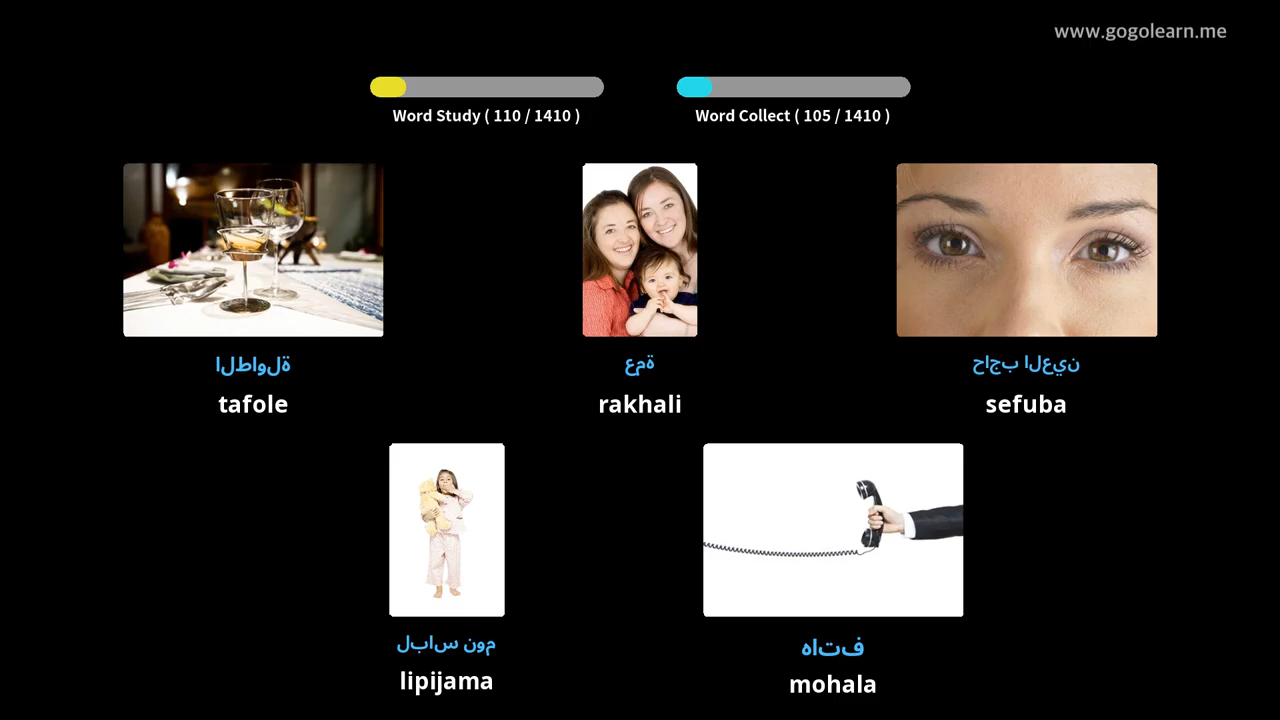 www.gogolearn.me
Word Study ( 110 / 1410 )
Word Collect ( 105 / 1410 )
الطاولة
tafole
عمة
rakhali
حاجب العين
sefuba
لباس نوم
lipijama
هاتف
mohala